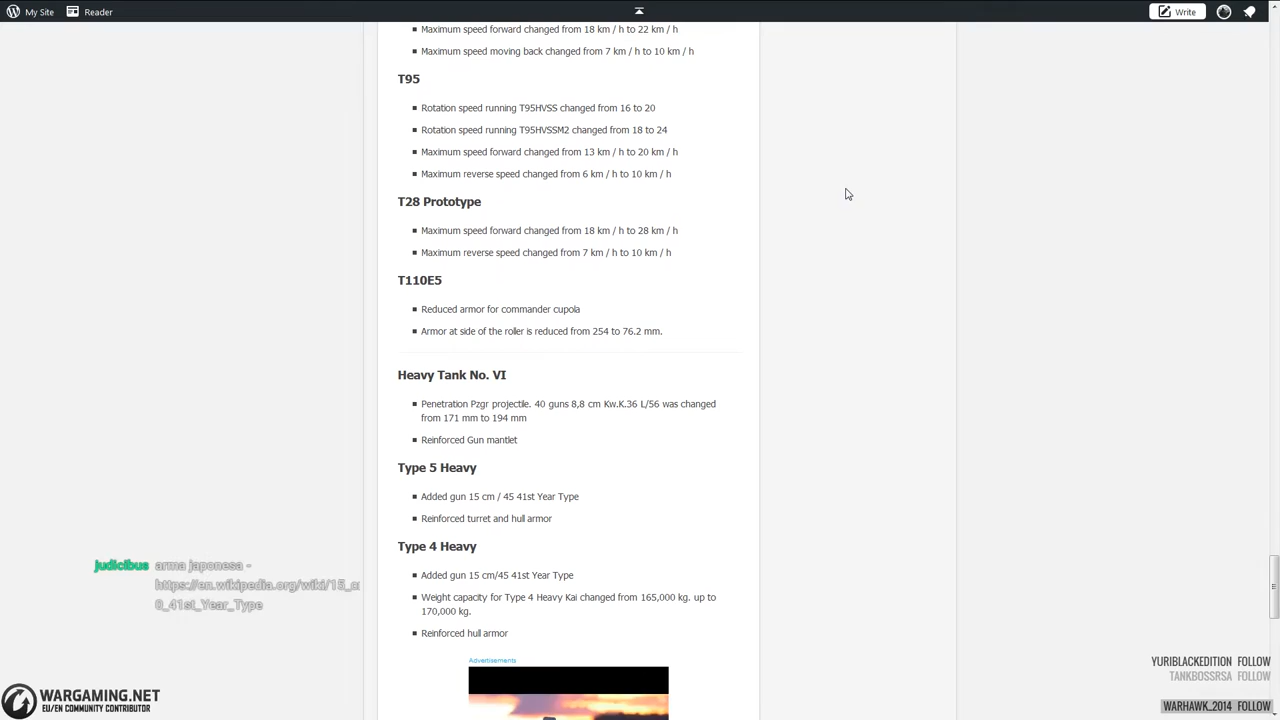 My Site
Reader
Write
Maximum speed forward changed from 18 km / h to 22 km / h
Maximum speed moving back changed from 7 km / h to 10 km / h
T95
Rotation speed running T95HVSS changed from 16 to 20
Rotation speed running T95HVSSM2 changed from 18 to 24
Maximum speed forward changed from 13 km / h to 20 km / h
Maximum reverse speed changed from 6 km / h to 10 km / h
T28 Prototype
Maximum speed forward changed from 18 km / h to 28 km / h
Maximum reverse speed changed from 7 km / h to 10 km / h
T110E5
Reduced armor for commander cupola
Armor at side of the roller is reduced from 254 to 76.2 mm.
Heavy Tank No. VI
Penetration Pzgr projectile. 40 guns 8,8 cm Kw.K.36 L/56 was changed
from 171 mm to 194 mm
Reinforced Gun mantlet
Type 5 Heavy
Added gun 15 cm / 45 41st Year Type
Reinforced turret and hull armor
Type 4 Heavy
Added gun 15 cm/45 41st Year Type
Weight capacity for Type 4 Heavy Kai changed from 165,000 kg. up to
170,000 kg.
Reinforced hull armor
Advertisements
judicibus arma japonesa -
https://en.wikipedia.org/wiki/15_c
0_41st_Year_Type
WARGAMING.NET
EU/EN COMMUNITY CONTRIBUTOR
YURIBLACKEDITION FOLLOW
TANKBOSSRSA FOLLOW
WARHAWK_2014 FOLLOW